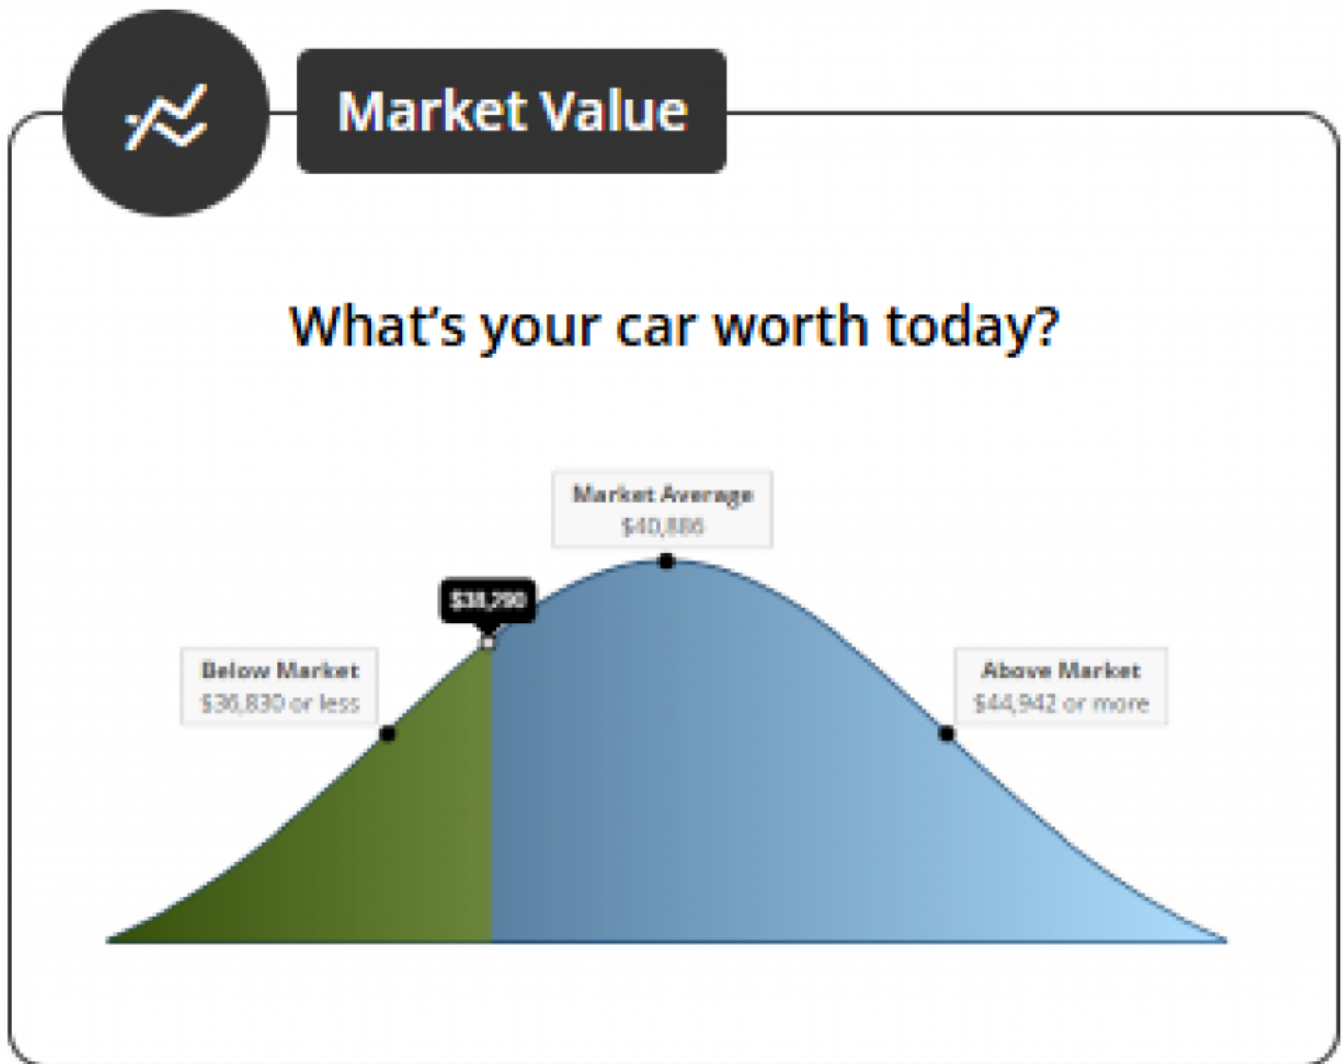 Market Value
What's your car worth today?
Market Average
$40,886
$38,290
Below Market
$36,830 or less
Above Market
$44,942 or more